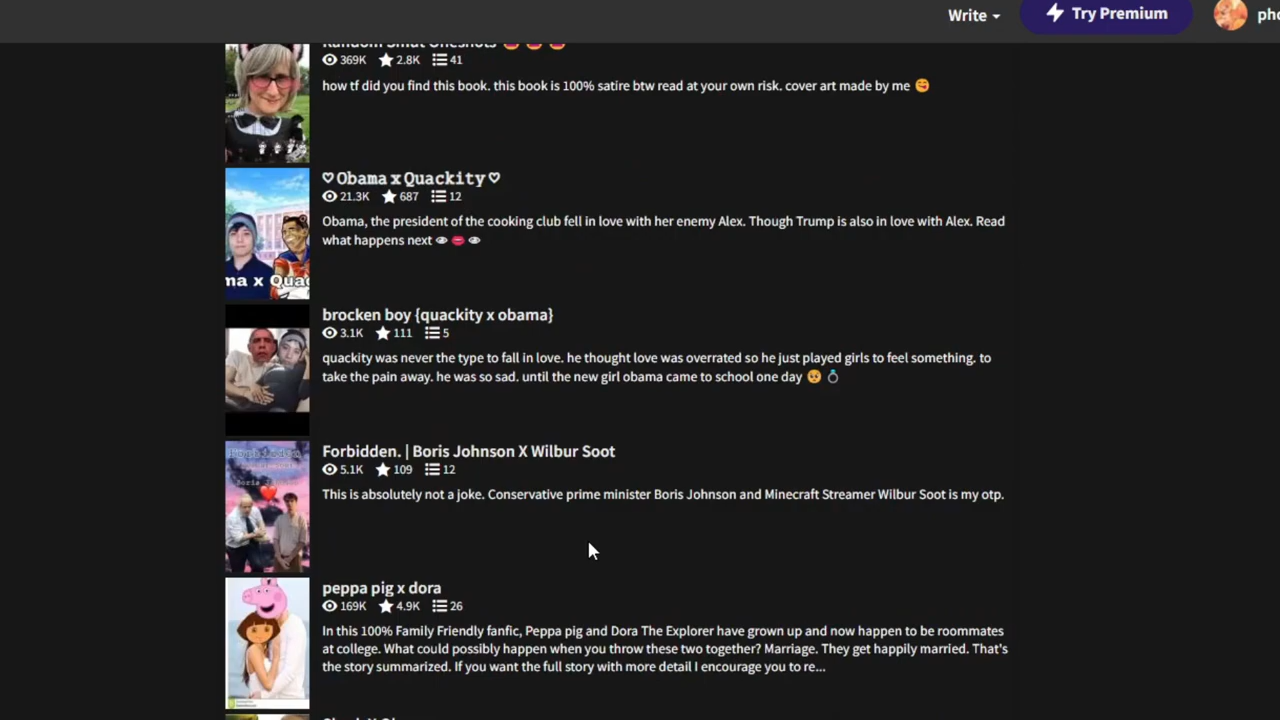 Write
Try Premium
Random Smut Oneshots
369K 2.8K 41
how tf did you find this book. this book is 100% satire btw read at your own risk. cover art made by me 😋
♡Obama x Quackity♡
21.3K 687 12
Obama, the president of the cooking club fell in love with her enemy Alex. Though Trump is also in love with Alex. Read
what happens next 👁️ 👄 👁️
ma x Quac
brocken boy {quackity x obama}
3.1K 111 5
quackity was never the type to fall in love. he thought love was overrated so he just played girls to feel something. to
take the pain away. he was so sad. until the new girl obama came to school one day 🥺 💍
Forbidden. | Boris Johnson X Wilbur Soot
5.1K 109 12
This is absolutely not a joke. Conservative prime minister Boris Johnson and Minecraft Streamer Wilbur Soot is my otp.
peppa pig x dora
169K 4.9K 26
In this 100% Family Friendly fanfic, Peppa pig and Dora The Explorer have grown up and now happen to be roommates
at college. What could possibly happen when you throw these two together? Marriage. They get happily married. That's
the story summarized. If you want the full story with more detail I encourage you to re...